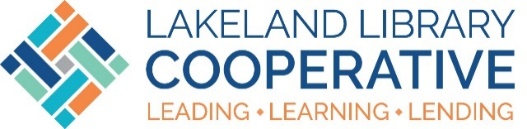 LAKELAND LIBRARY
COOPERATIVE
LEADING • LEARNING • LENDING